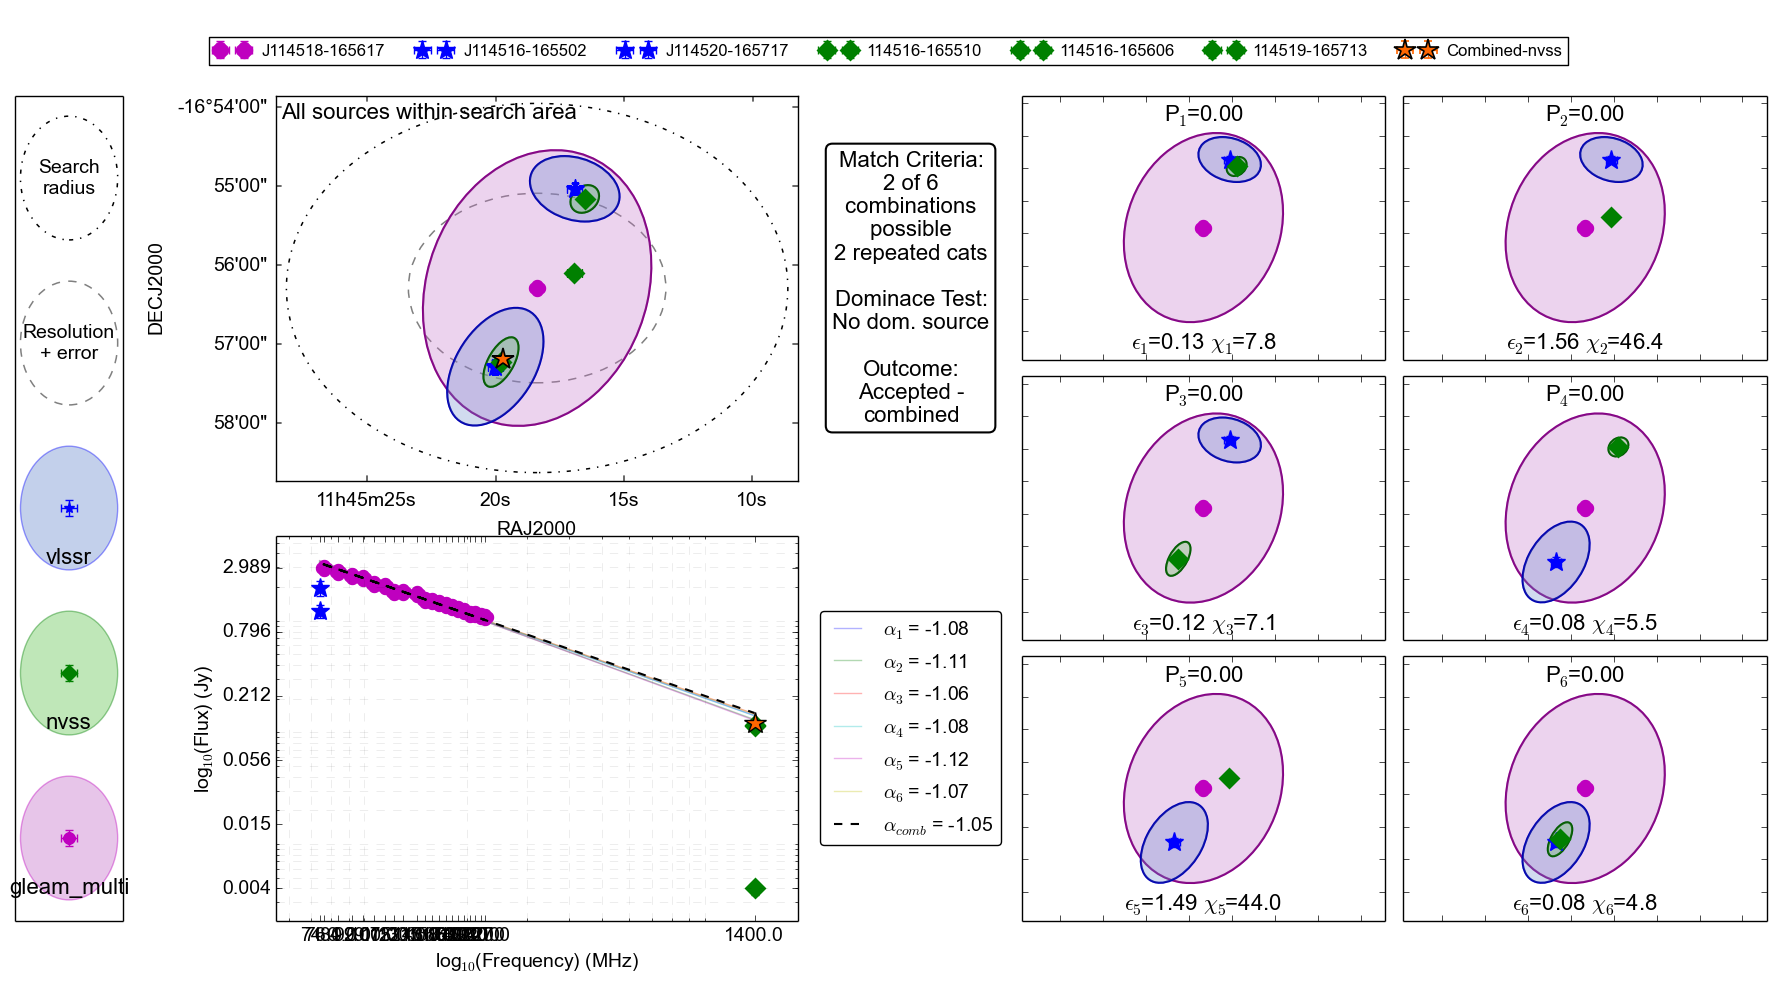 J114518-165617 J114516-165502 J114520-165717 114516-165510 114516-165606 114519-165713 Combined-nvss
Search
radius
Resolution
+ error
vlssr
nvss
gleam_multi
All sources within search area
-16°54'00"
55'00"
56'00"
57'00"
58'00"
DECJ2000
11h45m25s 20s 15s 10s
RAJ2000
Match Criteria:
2 of 6
combinations
possible
2 repeated cats
Dominace Test:
No dom. source
Outcome:
Accepted -
combined
2.989
0.796
0.212
0.056
0.015
0.004
log10(Flux) (Jy)
1400.0
log10(Frequency) (MHz)
α1 = -1.08
α2 = -1.11
α3 = -1.06
α4 = -1.08
α5 = -1.12
α6 = -1.07
αcomb = -1.05
P1=0.00
ϵ1=0.13 χ1=7.8
P2=0.00
ϵ2=1.56 χ2=46.4
P3=0.00
ϵ3=0.12 χ3=7.1
P4=0.00
ϵ4=0.08 χ4=5.5
P5=0.00
ϵ5=1.49 χ5=44.0
P6=0.00
ϵ6=0.08 χ6=4.8